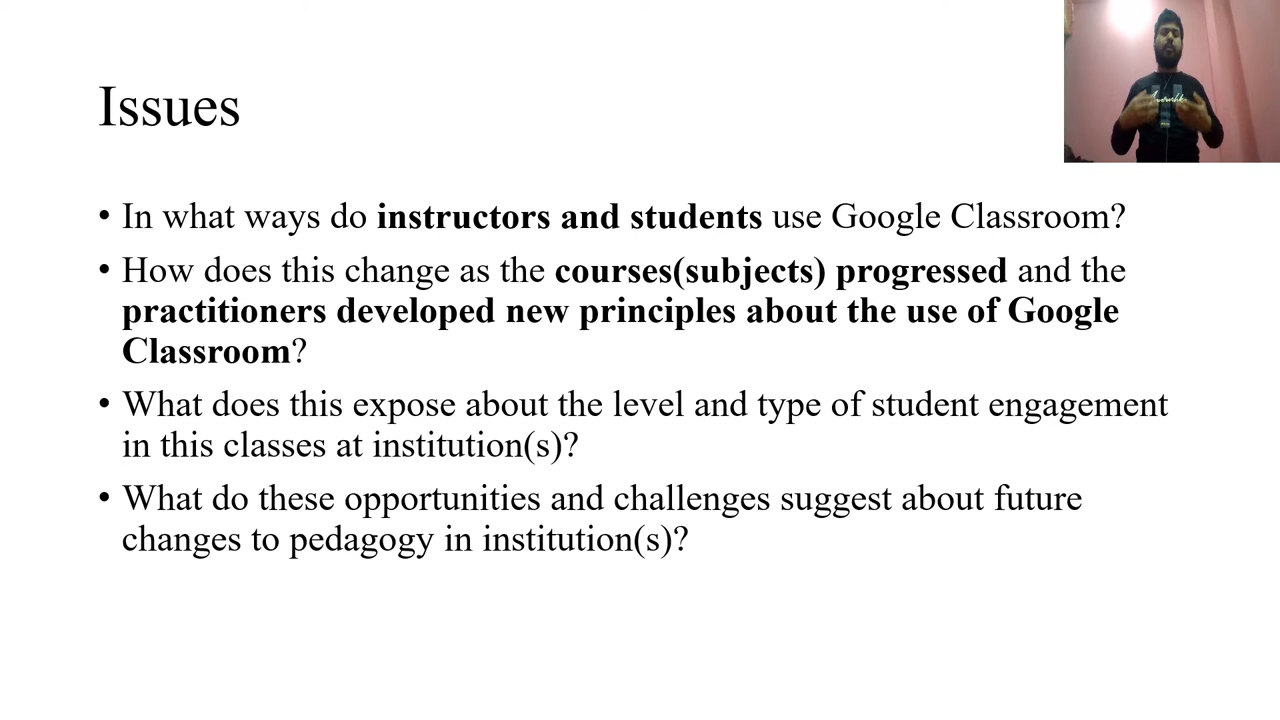 Issues
• In what ways do instructors and students use Google Classroom?
• How does this change as the courses(subjects) progressed and the
practitioners developed new principles about the use of Google
Classroom?
• What does this expose about the level and type of student engagement
in this classes at institution(s)?
• What do these opportunities and challenges suggest about future
changes to pedagogy in institution(s)?